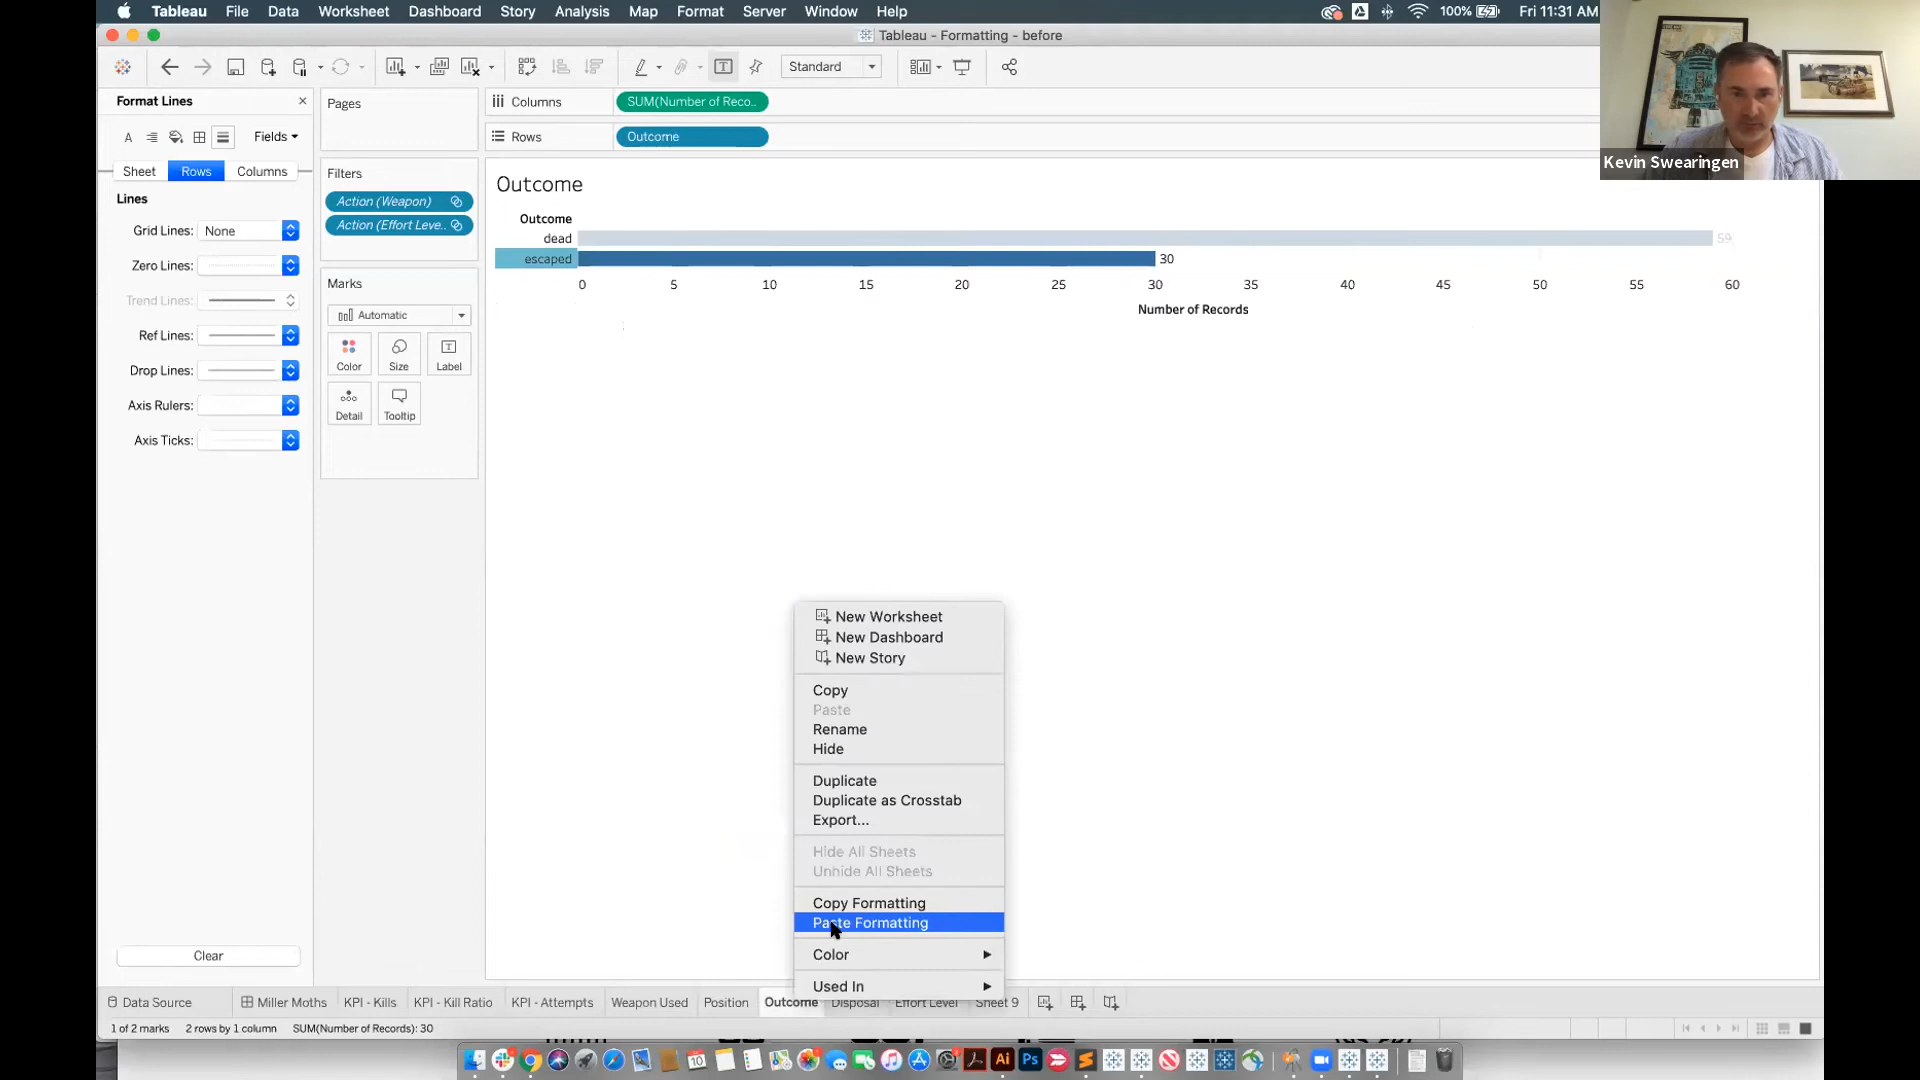 Tableau File Data Worksheet Dashboard Story Analysis Map Format Server Window Help 100% Fri 11:31 AM
Tableau - Formatting - before
Standard
Format Lines
Fields
Sheet Rows Columns
Lines
Grid Lines: None
Zero Lines:
Trend Lines:
Ref Lines:
Drop Lines:
Axis Rulers:
Axis Ticks:
Clear
Pages
Filters
Action (Weapon)
Action (Effort Leve..
Marks
Automatic
Color Size Label
Detail Tooltip
Columns SUM(Number of Reco..
Rows Outcome
Kevin Swearingen
Outcome
Outcome
dead 59
escaped 30
0 5 10 15 20 25 30 35 40 45 50 55 60
Number of Records
New Worksheet
New Dashboard
New Story
Copy
Paste
Rename
Hide
Duplicate
Duplicate as Crosstab
Export...
Hide All Sheets
Unhide All Sheets
Copy Formatting
Paste Formatting
Color
Used In
Data Source Miller Moths KPI - Kills KPI - Kill Ratio KPI - Attempts Weapon Used Position Outcome Disposal Effort Level Sheet 9
1 of 2 marks 2 rows by 1 column SUM(Number of Records): 30
10 Ai Ps